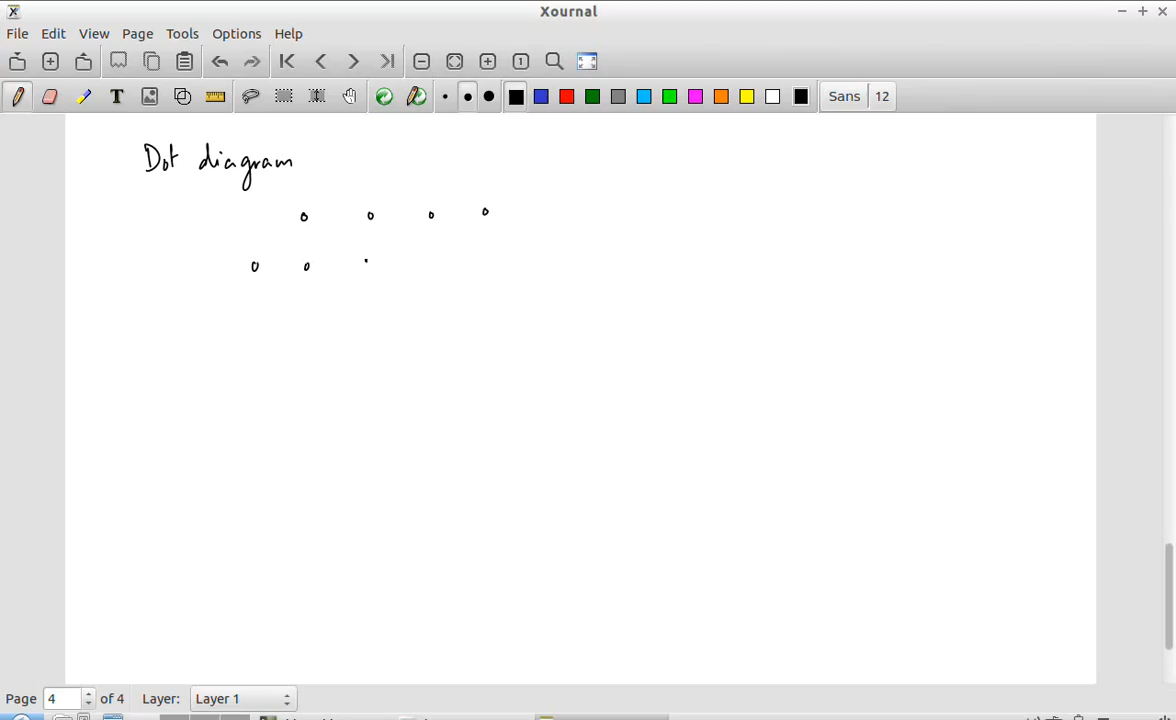 Xournal
File Edit View Page Tools Options Help
Sans 12
Dot diagram
Page 4 of 4 Layer: Layer 1